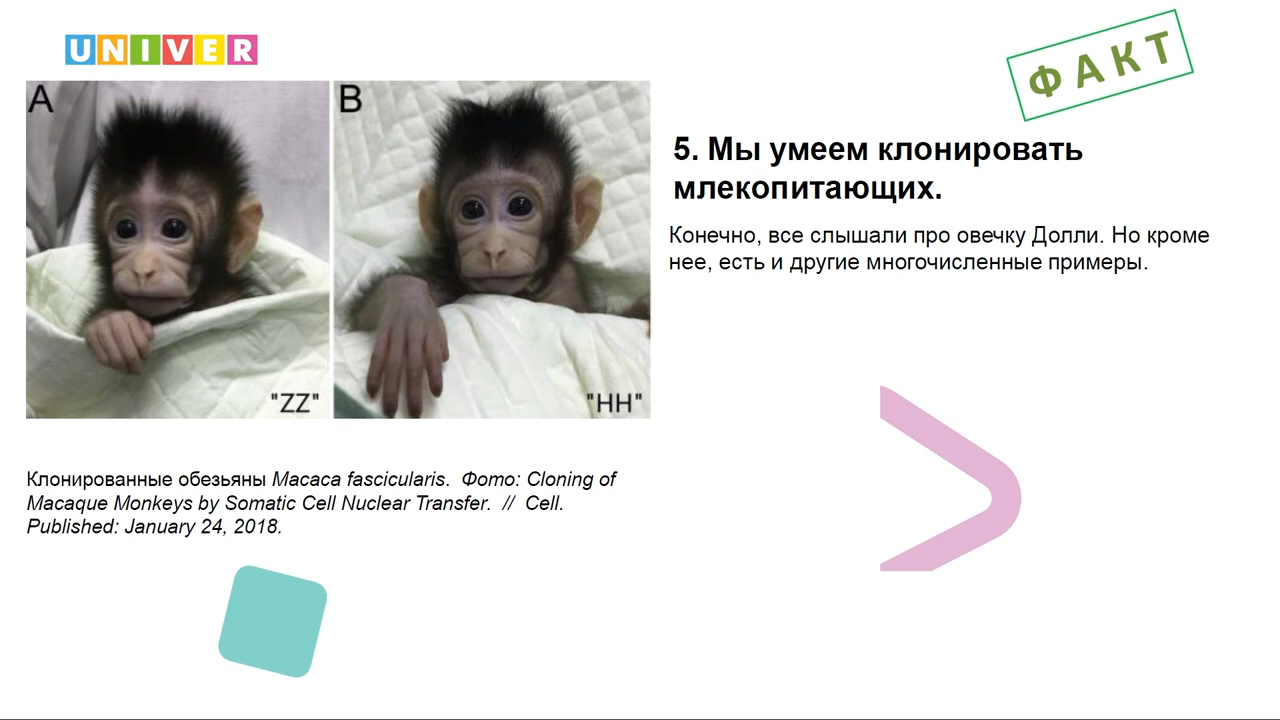 UNIVER
ФАКТ
A
B
"ZZ"
"HH"
5. Мы умеем клонировать
млекопитающих.
Конечно, все слышали про овечку Долли. Но кроме
нее, есть и другие многочисленные примеры.
Клонированные обезьяны Macaca fascicularis. Фото: Cloning of
Macaque Monkeys by Somatic Cell Nuclear Transfer. // Cell.
Published: January 24, 2018.